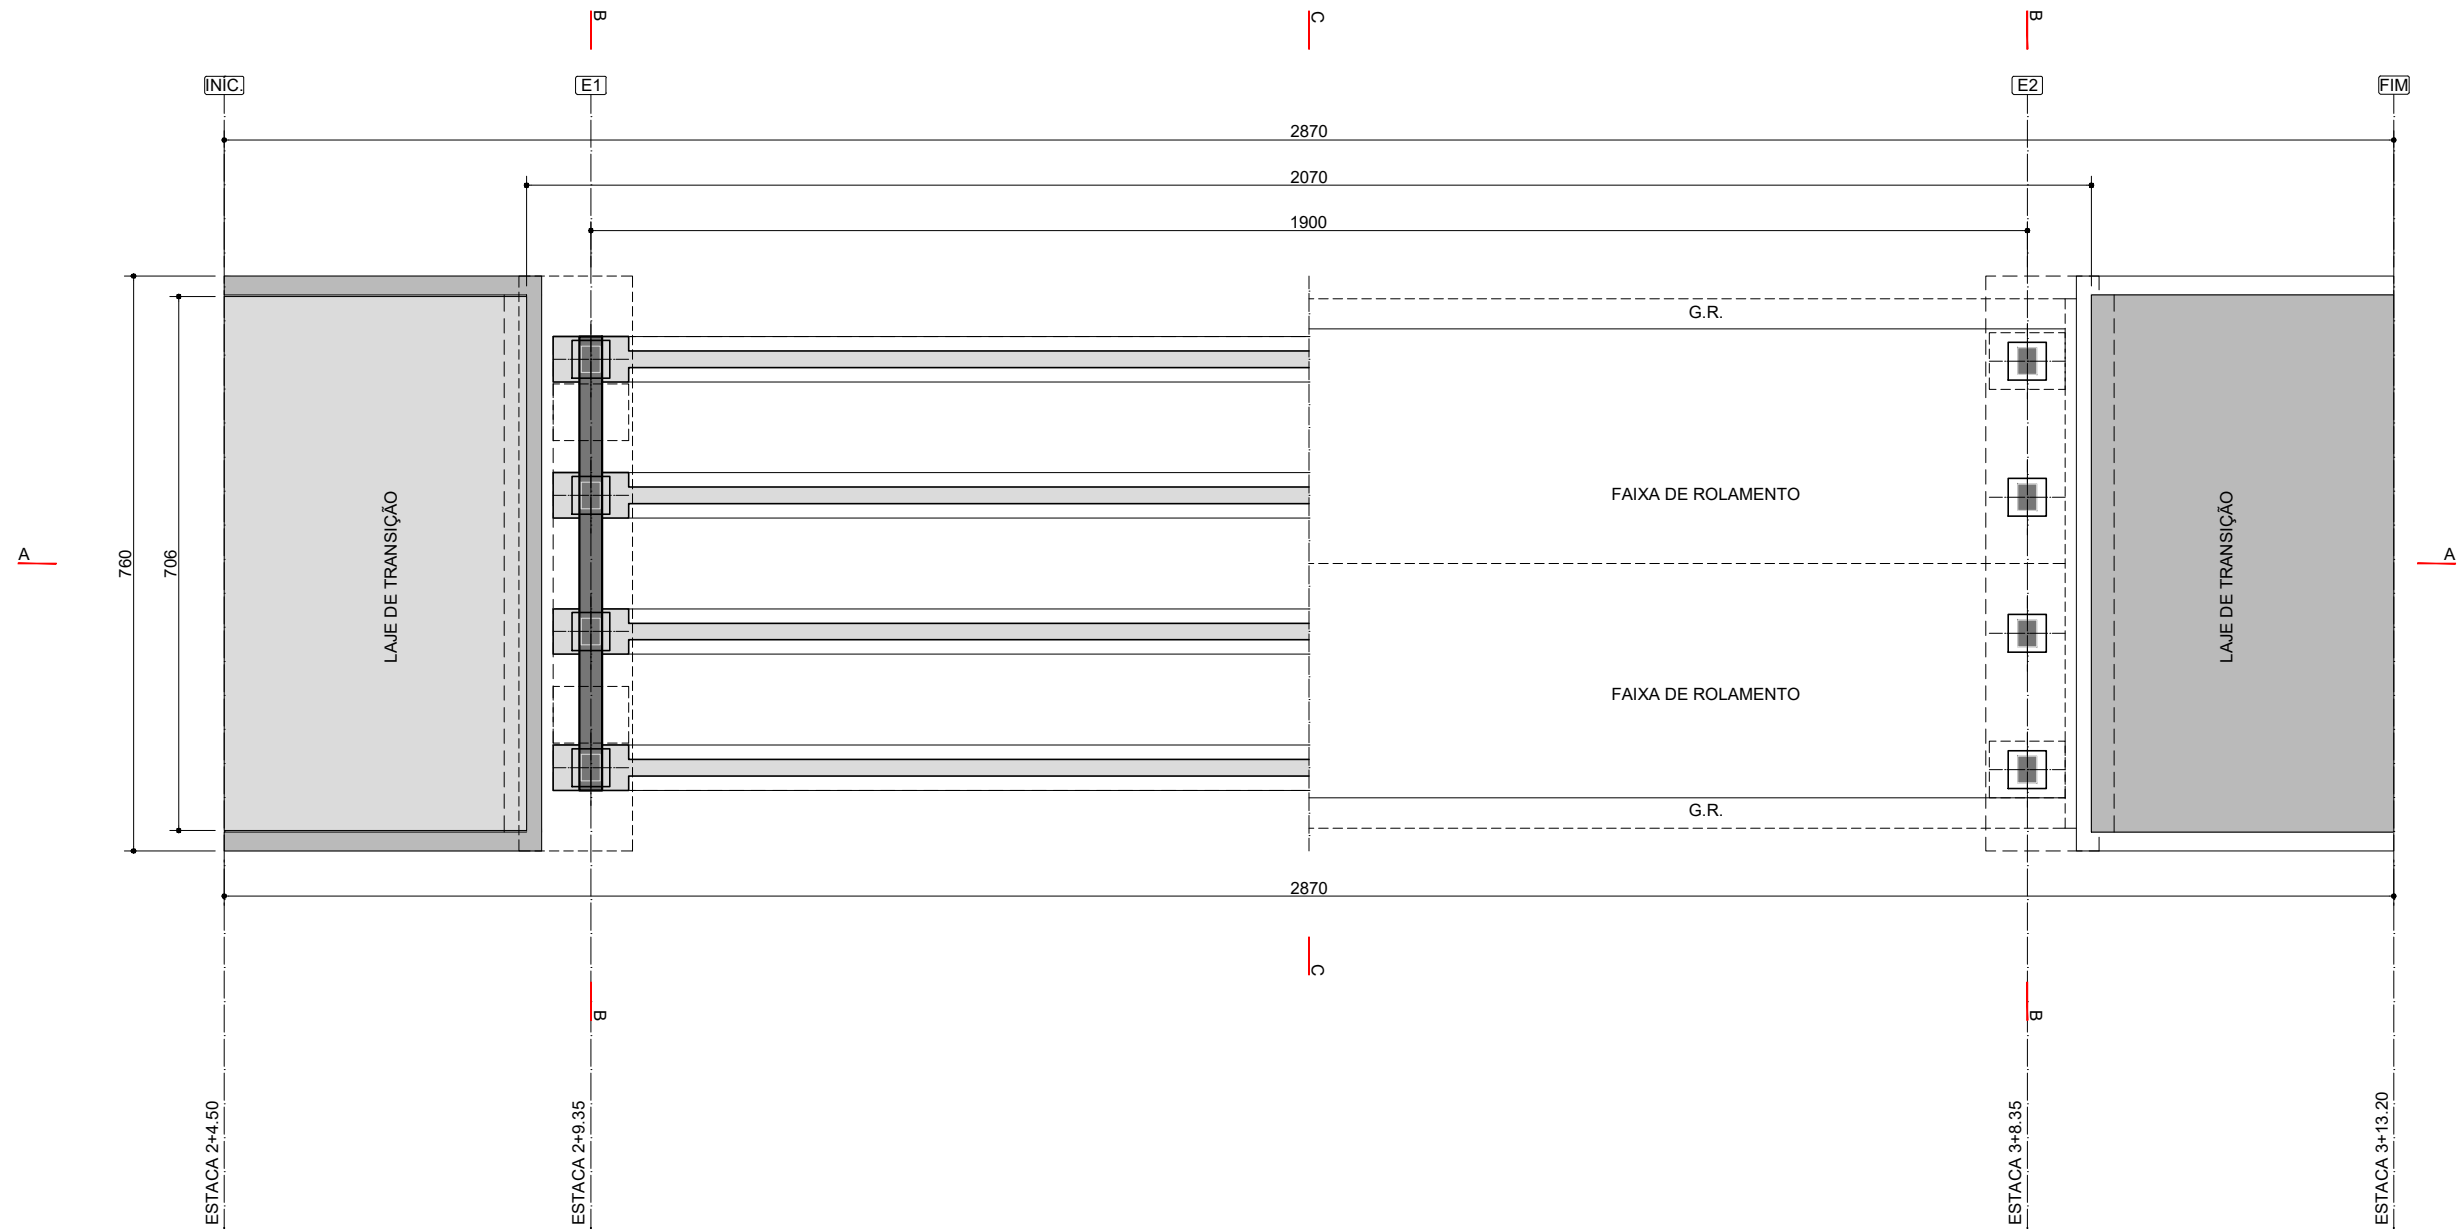 B
C
B
INÍC.
E1
E2
FIM
2870
2070
1900
G.R.
FAIXA DE ROLAMENTO
A
760
706
LAJE DE TRANSIÇÃO
LAJE DE TRANSIÇÃO
A
FAIXA DE ROLAMENTO
G.R.
2870
C
B
B
ESTACA 2+4.50
ESTACA 2+9.35
ESTACA 3+8.35
ESTACA 3+13.20